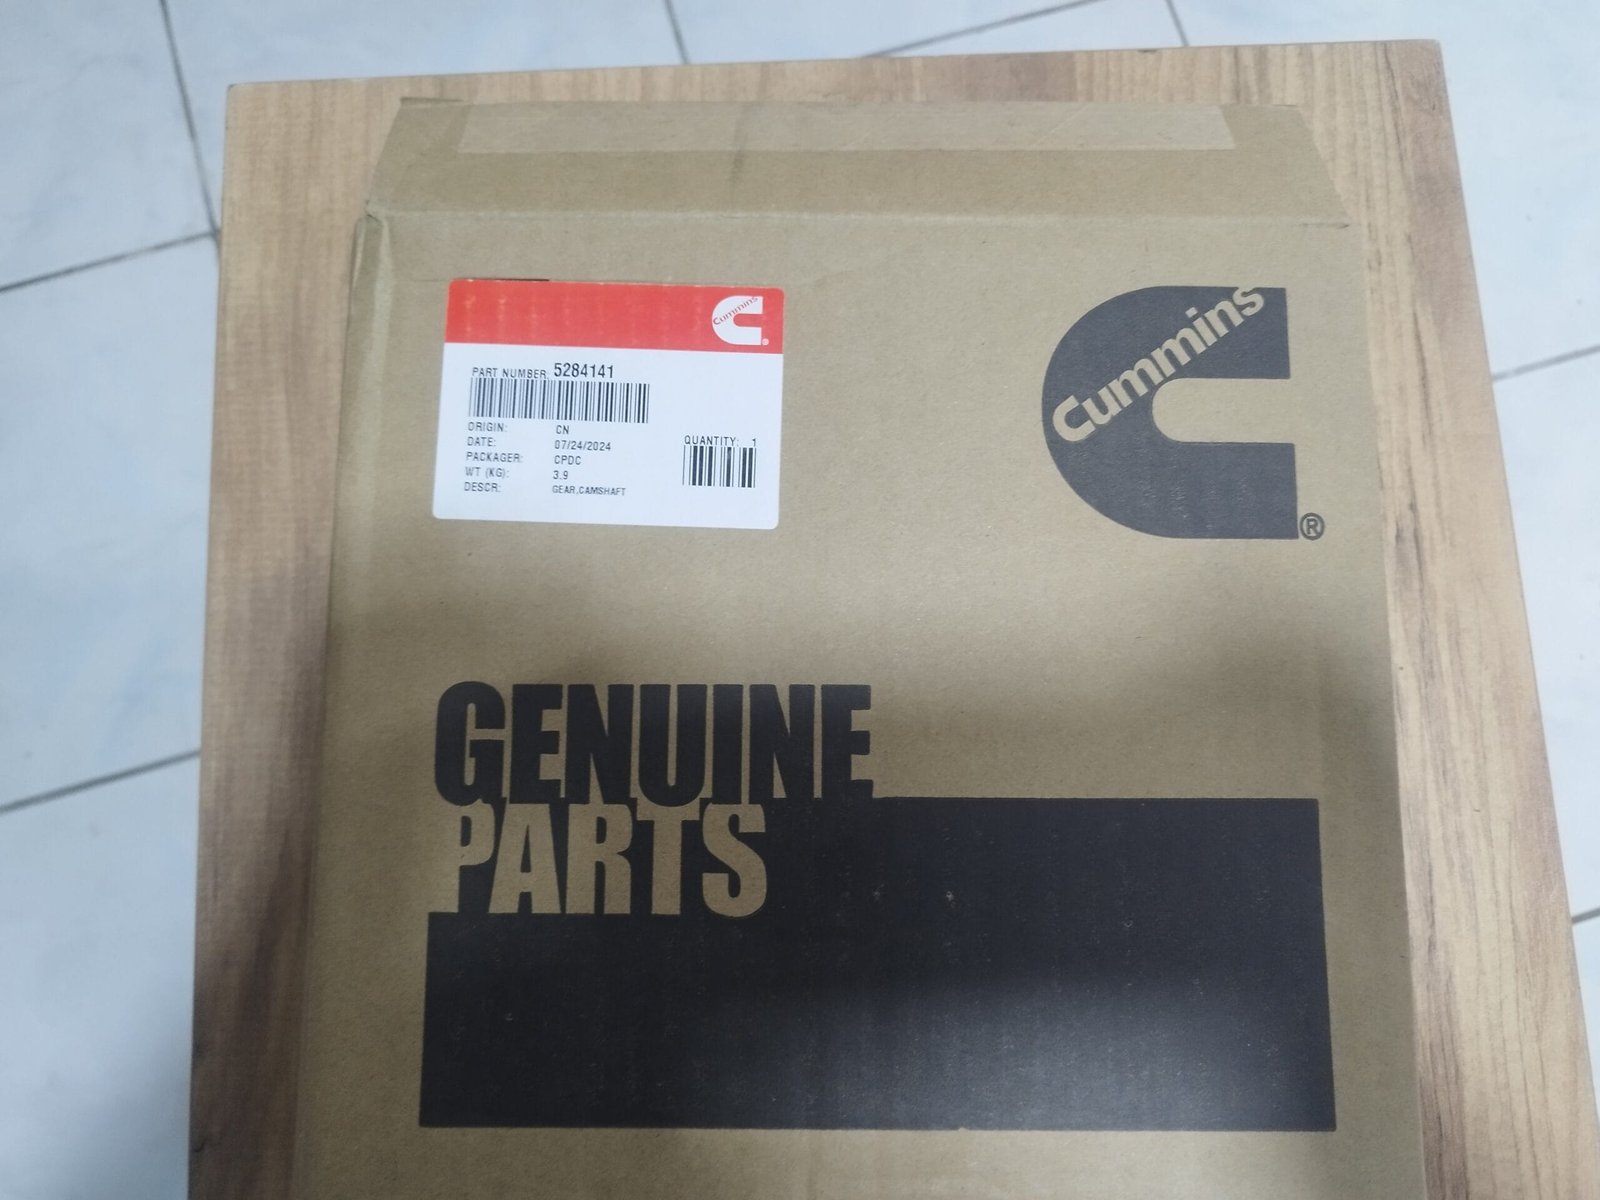 Cummins
®
PART NUMBER: 5284141
ORIGIN: CN
DATE: 07/24/2024
PACKAGER: CPDC
WT (KG): 3.9
DESCR: GEAR,CAMSHAFT
QUANTITY: 1
Cummins
®
GENUINE
PARTS